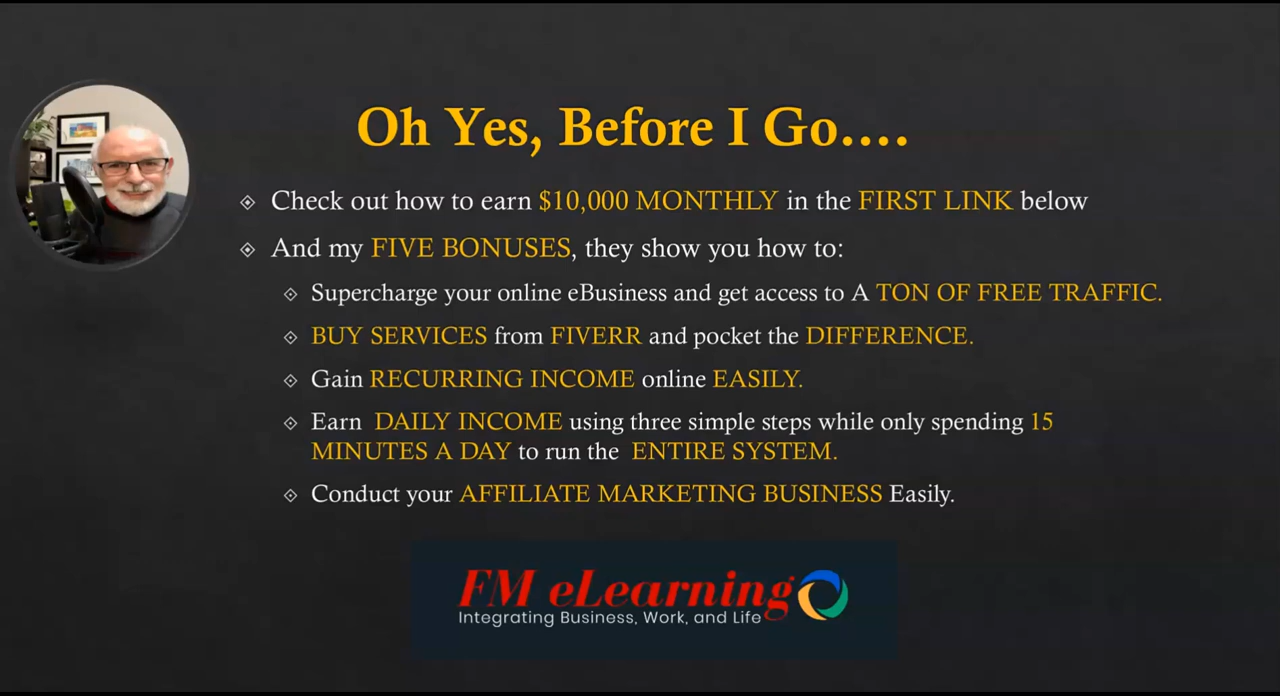 Oh Yes, Before I Go....
Check out how to earn $10,000 MONTHLY in the FIRST LINK below
And my FIVE BONUSES, they show you how to:
Supercharge your online eBusiness and get access to A TON OF FREE TRAFFIC.
BUY SERVICES from FIVERR and pocket the DIFFERENCE.
Gain RECURRING INCOME online EASILY.
Earn DAILY INCOME using three simple steps while only spending 15
MINUTES A DAY to run the ENTIRE SYSTEM.
Conduct your AFFILIATE MARKETING BUSINESS Easily.
FM eLearning
Integrating Business, Work, and Life